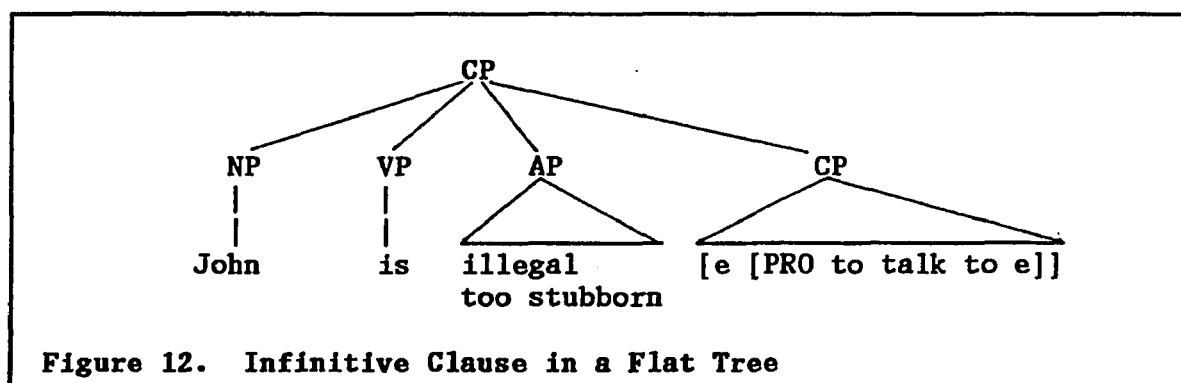 CP
NP VP AP CP
John is illegal [e [PRO to talk to e]]
too stubborn
Figure 12. Infinitive Clause in a Flat Tree